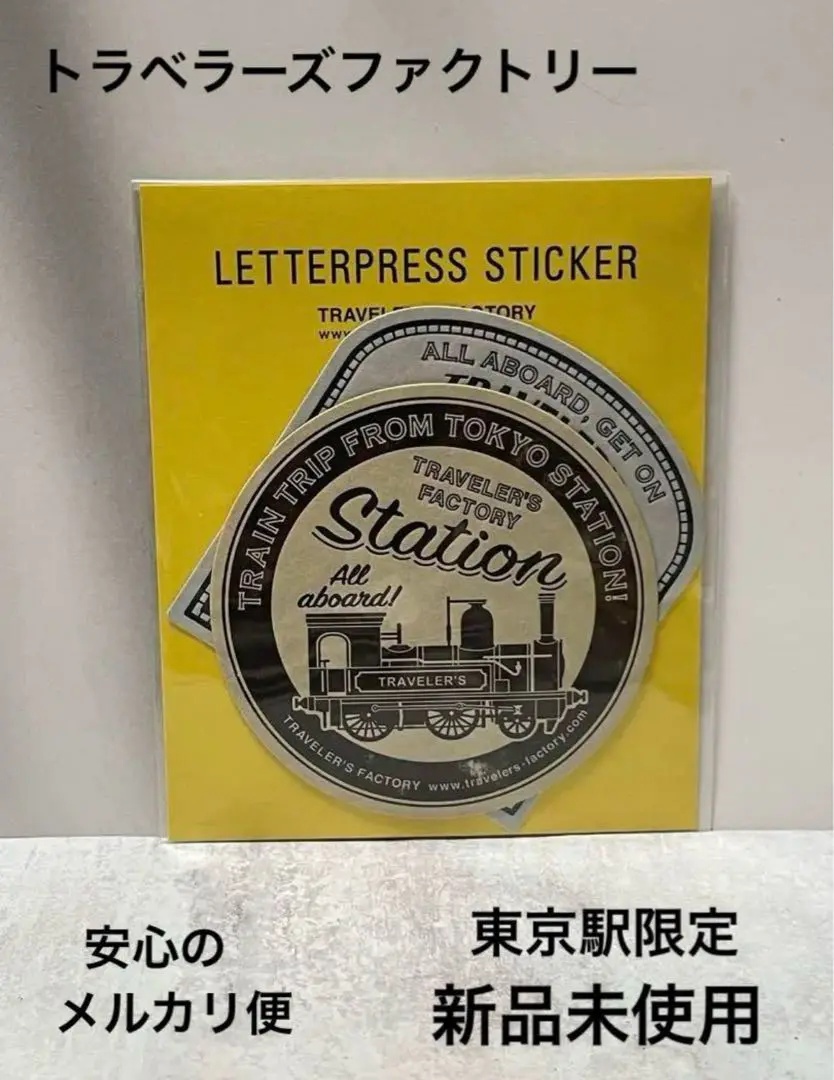 トラベラーズファクトリー
LETTERPRESS STICKER
FACTORY
ALL ABOARD, GET ON
TRAIN TRIP FROM TOKYO STATION!
TRAVELER'S
FACTORY
Station
All
aboard!
TRAVELER'S
TRAVELER'S FACTORY www.travelers-factory.com
安心の
メルカリ便
東京駅限定
新品未使用